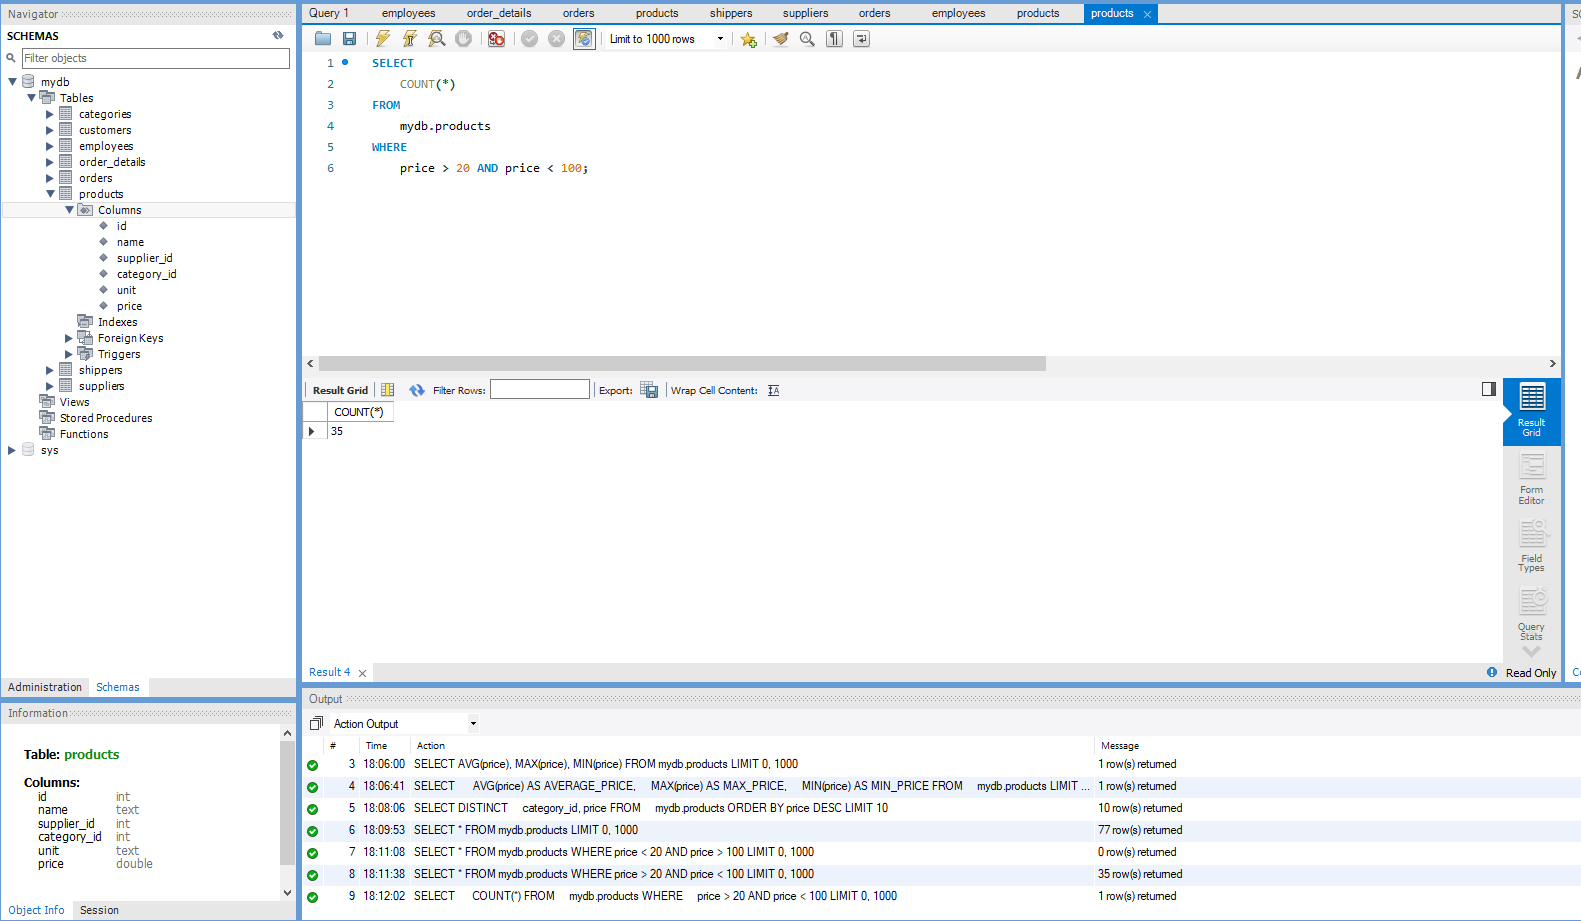 Navigator
SCHEMAS
Filter objects
mydb
Tables
categories
customers
employees
order_details
orders
products
Columns
id
name
supplier_id
category_id
unit
price
Indexes
Foreign Keys
Triggers
shippers
suppliers
Views
Stored Procedures
Functions
sys
Administration Schemas
Information
Table: products
Columns:
id int
name text
supplier_id int
category_id int
unit text
price double
Object Info Session
Query 1 employees order_details orders products shippers suppliers orders employees products products
Limit to 1000 rows
1 SELECT
2 COUNT(*)
3 FROM
4 mydb.products
5 WHERE
6 price > 20 AND price < 100;
Result Grid Filter Rows: Export: Wrap Cell Content:
COUNT(*)
35
Result
Grid
Form
Editor
Field
Types
Query
Stats
Result 4
Read Only
Output
Action Output
# Time Action Message
3 18:06:00 SELECT AVG(price), MAX(price), MIN(price) FROM mydb.products LIMIT 0, 1000 1 row(s) returned
4 18:06:41 SELECT AVG(price) AS AVERAGE_PRICE, MAX(price) AS MAX_PRICE, MIN(price) AS MIN_PRICE FROM mydb.products LIMIT ... 1 row(s) returned
5 18:08:06 SELECT DISTINCT category_id, price FROM mydb.products ORDER BY price DESC LIMIT 10 10 row(s) returned
6 18:09:53 SELECT * FROM mydb.products LIMIT 0, 1000 77 row(s) returned
7 18:11:08 SELECT * FROM mydb.products WHERE price < 20 AND price > 100 LIMIT 0, 1000 0 row(s) returned
8 18:11:38 SELECT * FROM mydb.products WHERE price > 20 AND price < 100 LIMIT 0, 1000 35 row(s) returned
9 18:12:02 SELECT COUNT(*) FROM mydb.products WHERE price > 20 AND price < 100 LIMIT 0, 1000 1 row(s) returned